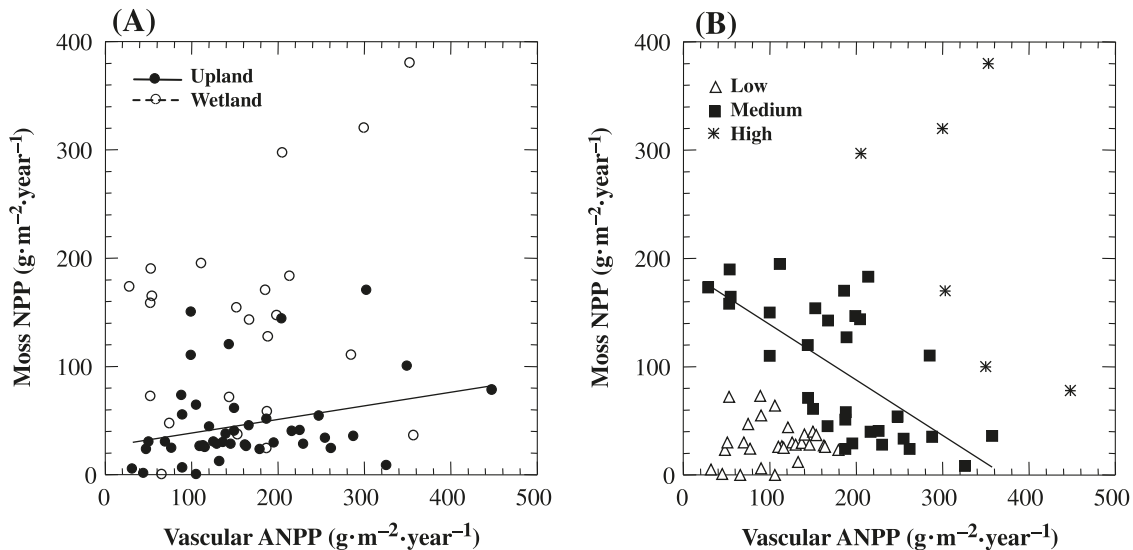 (A)
400
300
200
100
0
Moss NPP (g·m⁻²·year⁻¹)
Upland
Wetland
0 100 200 300 400 500
Vascular ANPP (g·m⁻²·year⁻¹)
(B)
400
300
200
100
0
Moss NPP (g·m⁻²·year⁻¹)
Low
Medium
High
0 100 200 300 400 500
Vascular ANPP (g·m⁻²·year⁻¹)